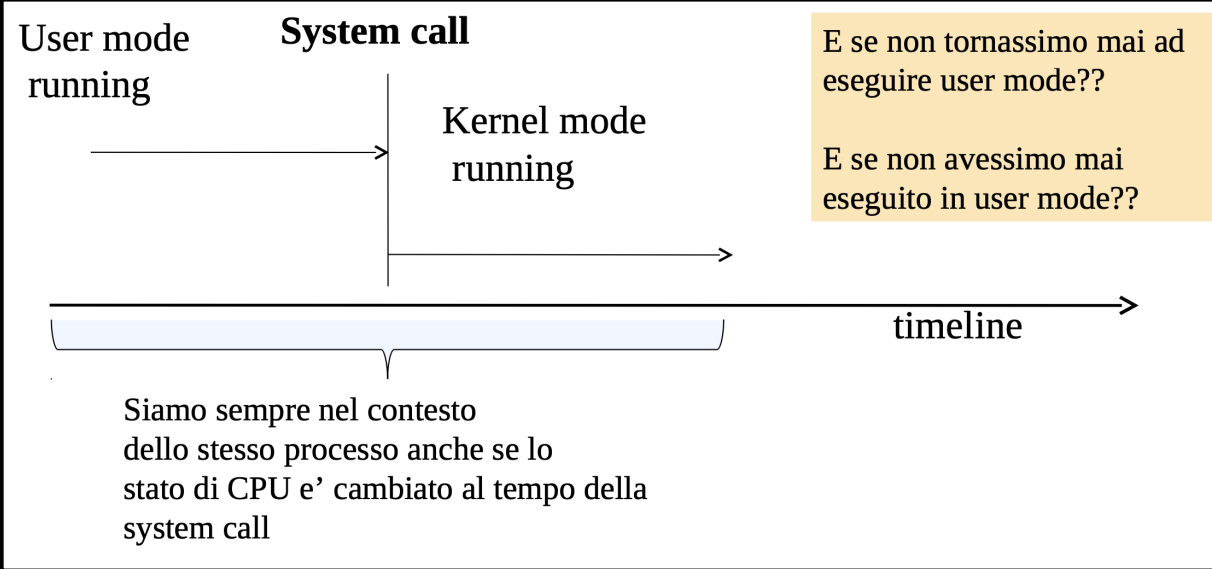 User mode
running
System call
Kernel mode
running
E se non tornassimo mai ad
eseguire user mode??
E se non avessimo mai
eseguito in user mode??
timeline
Siamo sempre nel contesto
dello stesso processo anche se lo
stato di CPU e’ cambiato al tempo della
system call